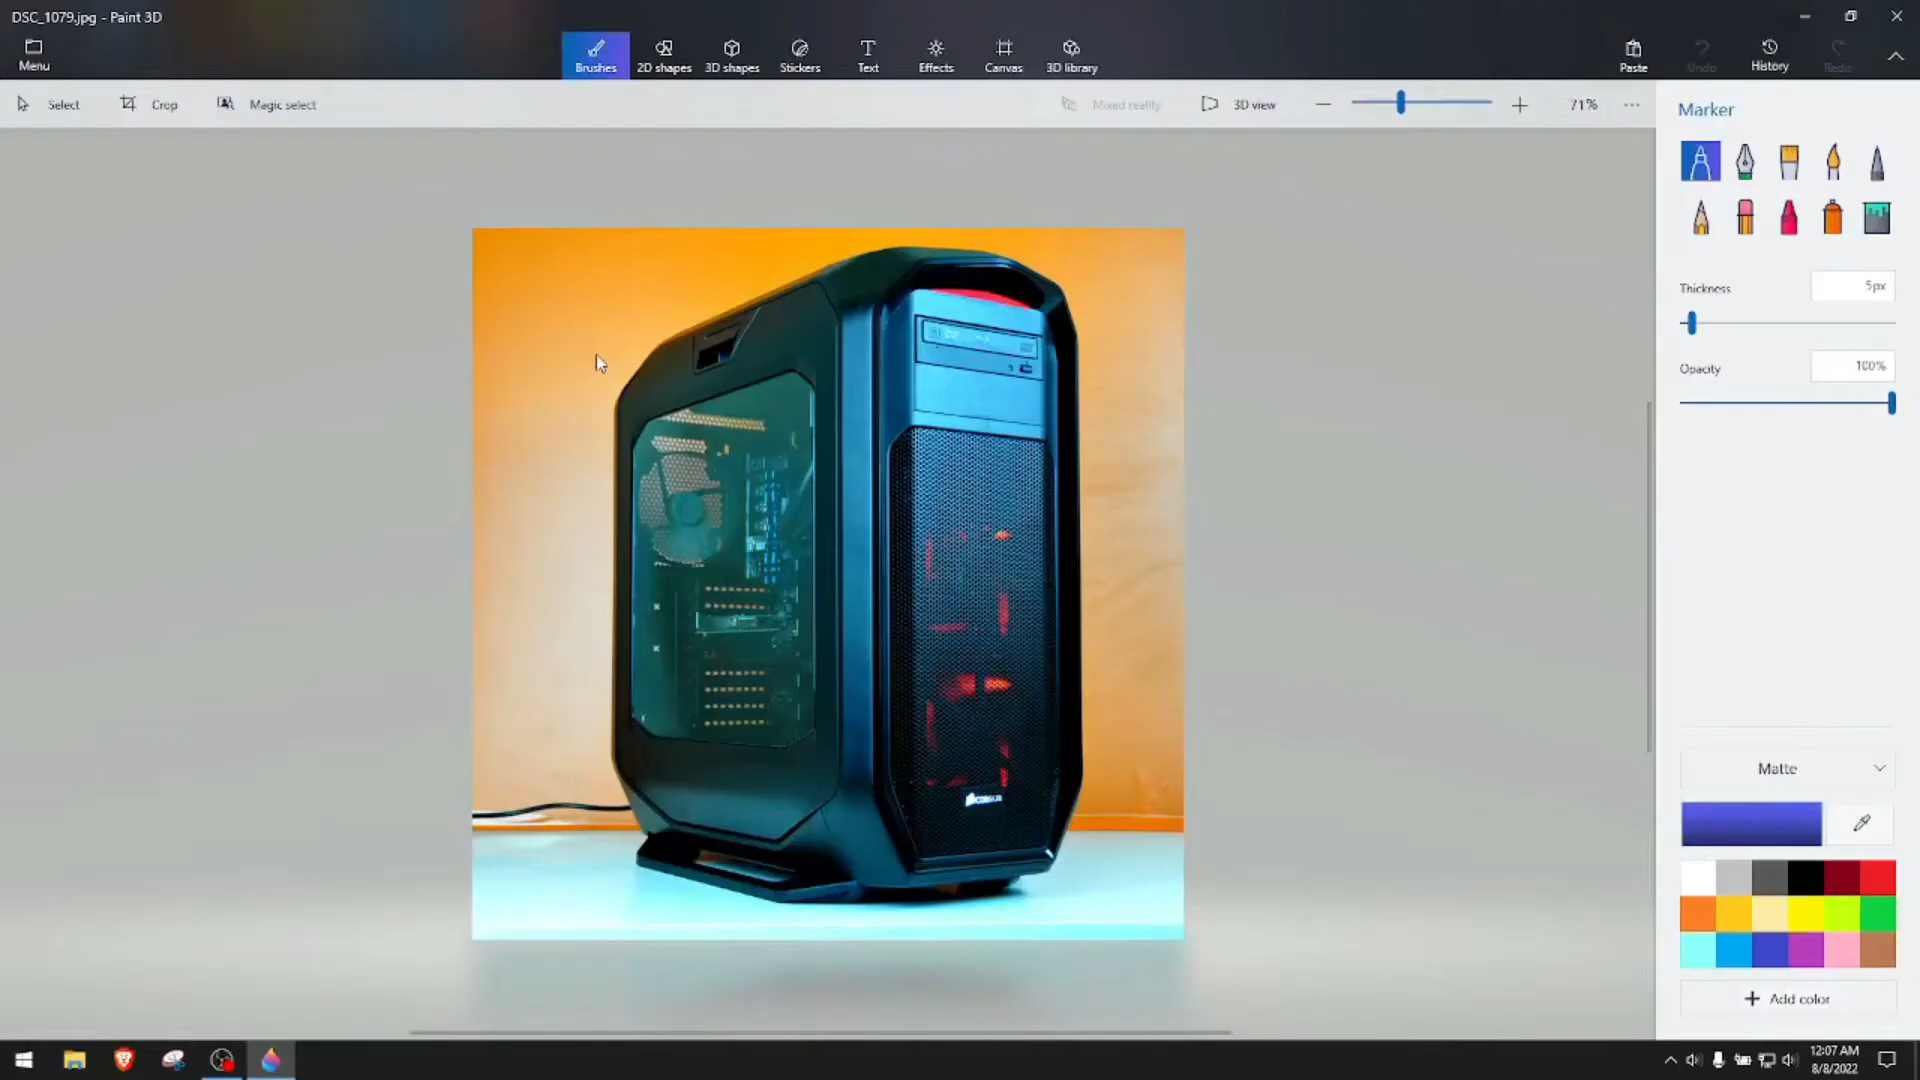 DSC_1079.jpg - Paint 3D
Menu
Brushes
2D shapes
3D shapes
Stickers
Text
Effects
Canvas
3D library
Paste
Undo
History
Redo
Select
Crop
Magic select
Mixed reality
3D view
71%
Marker
Thickness
5px
Opacity
100%
CORSAIR
Matte
Add color
12:07 AM
8/8/2022